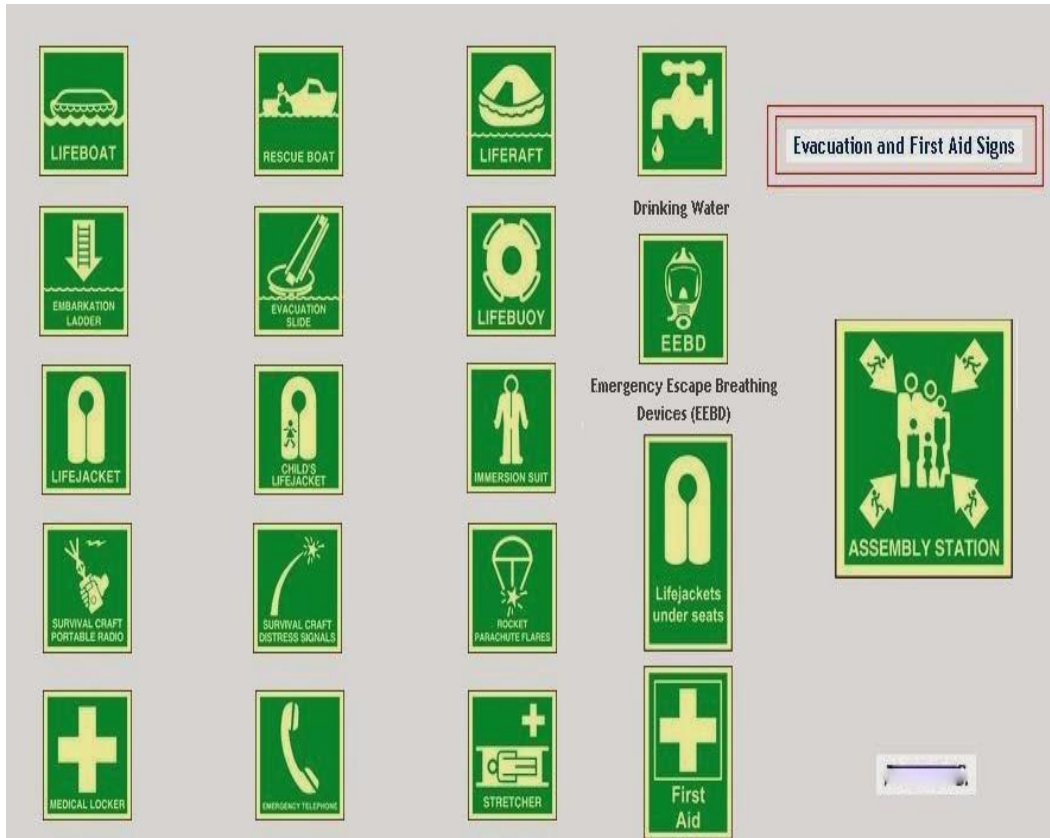 LIFEBOAT
RESCUE BOAT
LIFERAFT
Drinking Water
Evacuation and First Aid Signs
EMBARKATION
LADDER
EVACUATION
SLIDE
LIFEBUOY
EEBD
Emergency Escape Breathing
Devices (EEBD)
LIFEJACKET
CHILD'S
LIFEJACKET
IMMERSION SUIT
Lifejackets
under seats
ASSEMBLY STATION
SURVIVAL CRAFT
PORTABLE RADIO
SURVIVAL CRAFT
DISTRESS SIGNALS
ROCKET
PARACHUTE FLARES
MEDICAL LOCKER
EMERGENCY TELEPHONE
STRETCHER
First
Aid